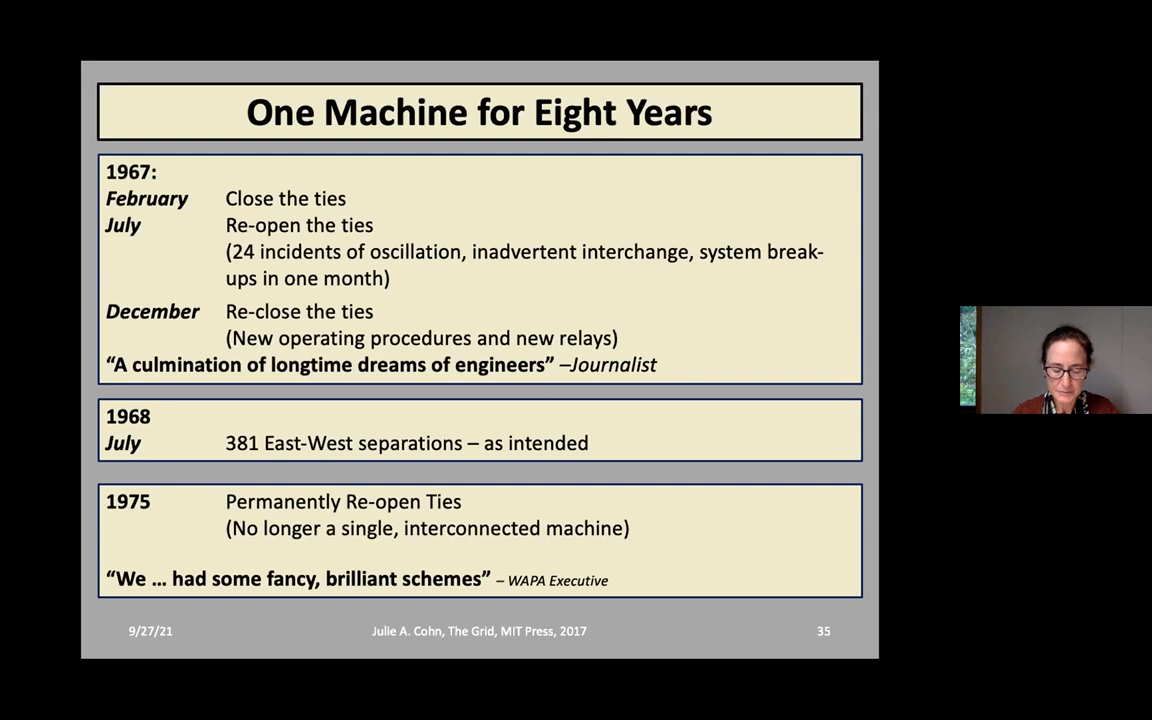 One Machine for Eight Years
1967:
February Close the ties
July Re-open the ties
(24 incidents of oscillation, inadvertent interchange, system break-
ups in one month)
December Re-close the ties
(New operating procedures and new relays)
“A culmination of longtime dreams of engineers” –Journalist
1968
July 381 East-West separations – as intended
1975 Permanently Re-open Ties
(No longer a single, interconnected machine)
“We … had some fancy, brilliant schemes” – WAPA Executive
9/27/21 Julie A. Cohn, The Grid, MIT Press, 2017 35